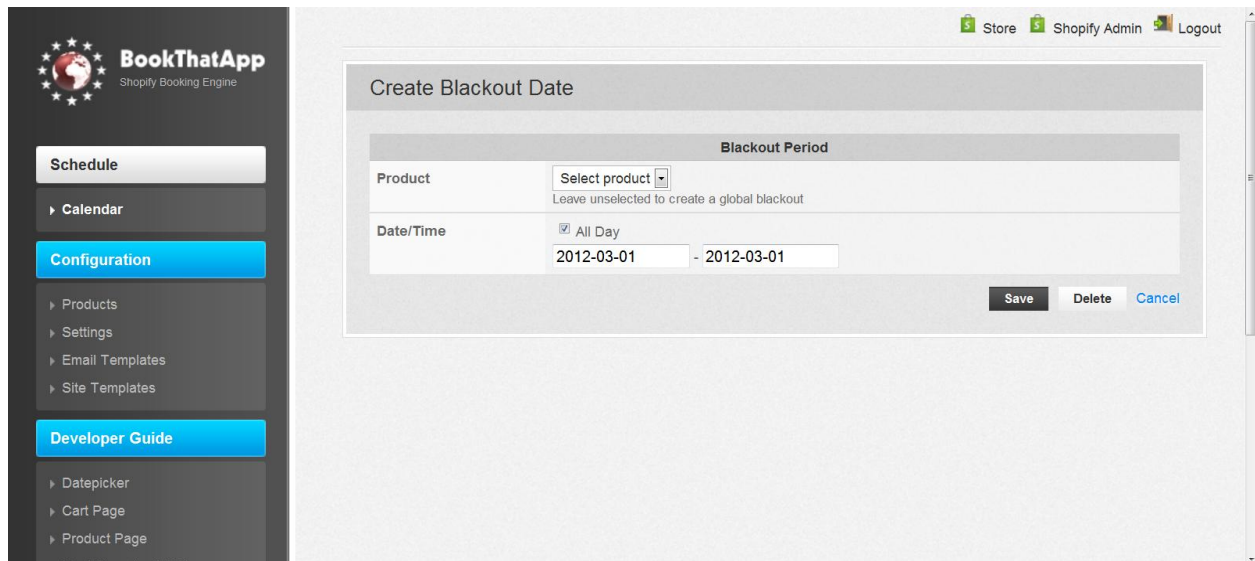 BookThatApp
Shopify Booking Engine
Schedule
Calendar
Configuration
Products
Settings
Email Templates
Site Templates
Developer Guide
Datepicker
Cart Page
Product Page
Store Shopify Admin Logout
Create Blackout Date
Blackout Period
Product Select product
Leave unselected to create a global blackout
Date/Time All Day
2012-03-01 - 2012-03-01
Save Delete Cancel